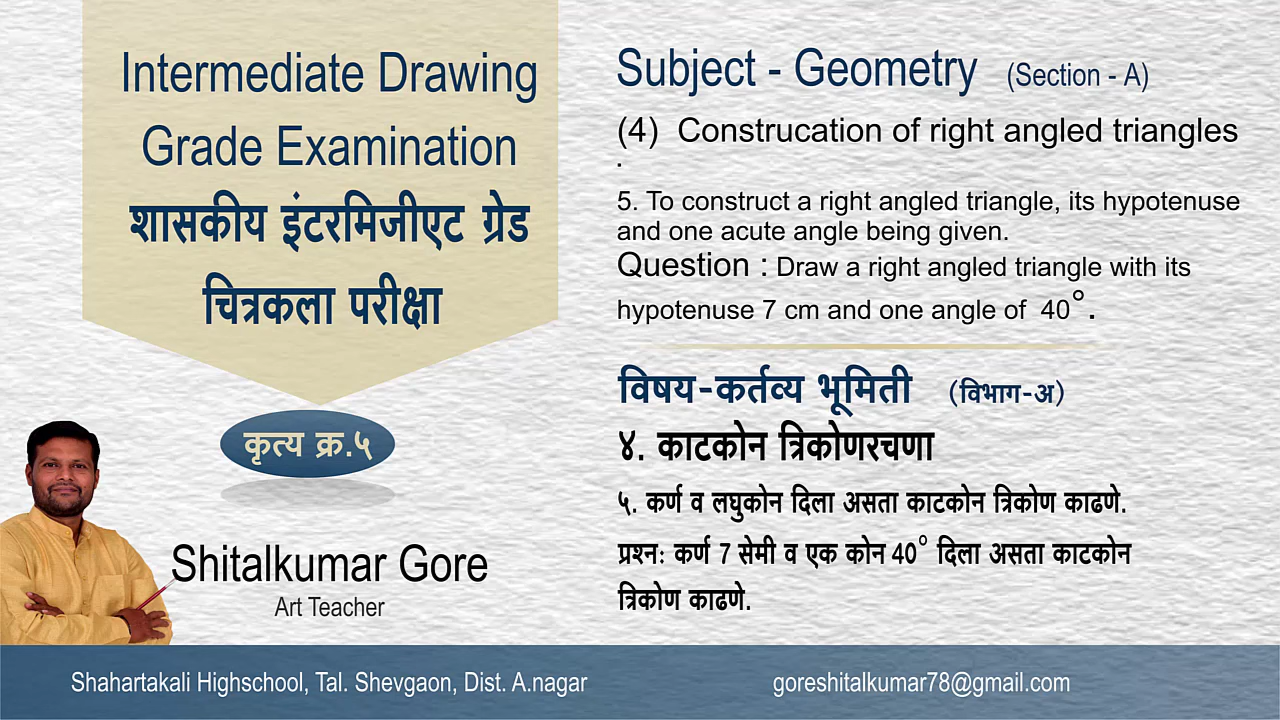 Intermediate Drawing
Grade Examination
शासकीय इंटरमिजीएट ग्रेड
चित्रकला परीक्षा
कृत्य क्र.५
Shitalkumar Gore
Art Teacher
Subject - Geometry (Section - A)
(4) Construcation of right angled triangles
.
5. To construct a right angled triangle, its hypotenuse
and one acute angle being given.
Question : Draw a right angled triangle with its
hypotenuse 7 cm and one angle of 40°.
विषय-कर्तव्य भूमिती (विभाग-अ)
४. काटकोन त्रिकोणरचणा
५. कर्ण व लघुकोन दिला असता काटकोन त्रिकोण काढणे.
प्रश्न: कर्ण 7 सेमी व एक कोन 40° दिला असता काटकोन
त्रिकोण काढणे.
Shahartakali Highschool, Tal. Shevgaon, Dist. A.nagar
goreshitalkumar78@gmail.com